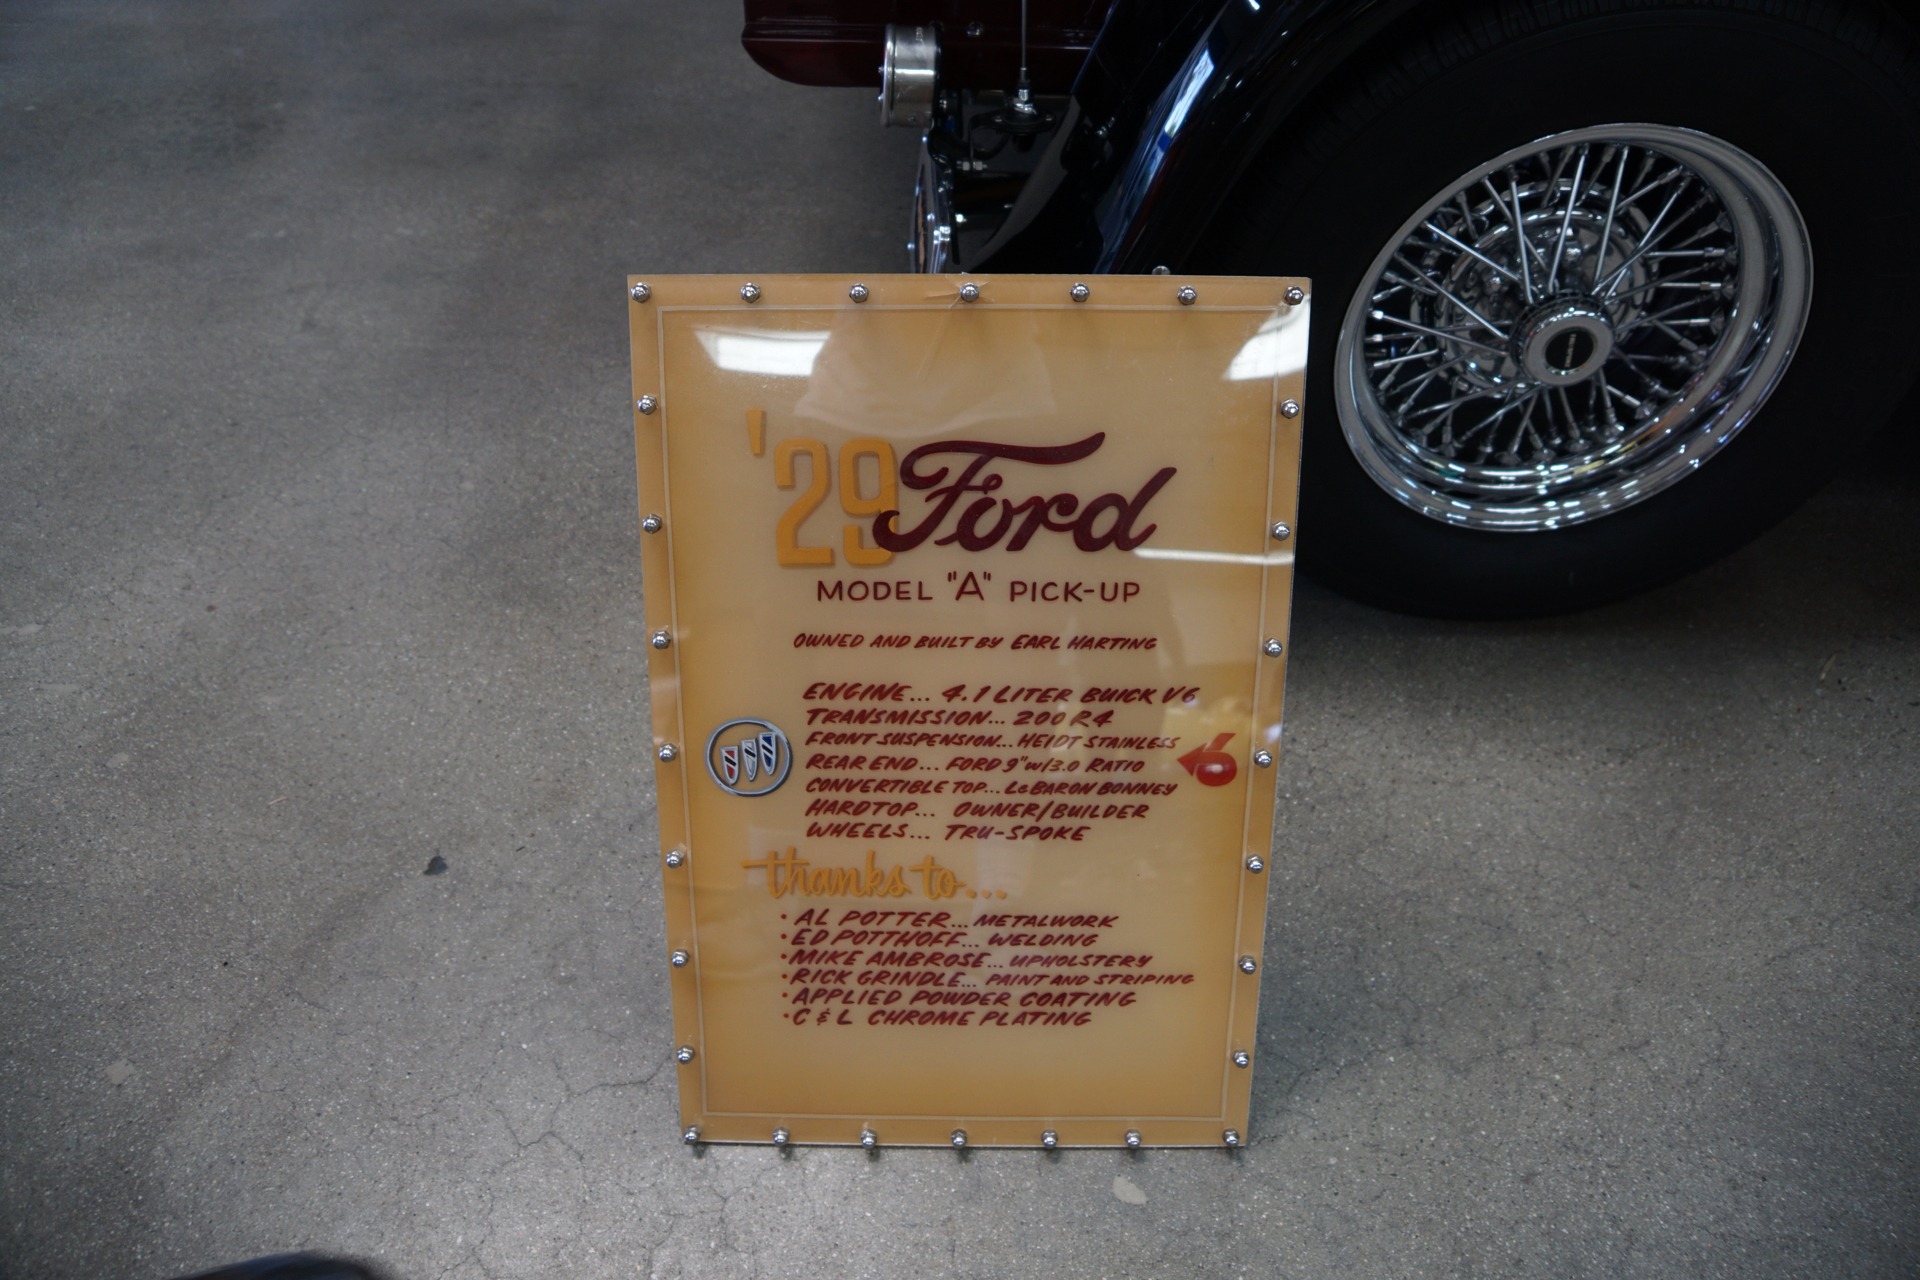 '29 Ford
MODEL "A" PICK-UP
OWNED AND BUILT BY EARL HARTING
ENGINE... 4.1 LITER BUICK V6
TRANSMISSION... 200 R4
FRONT SUSPENSION... HEIDT STAINLESS
REAR END... FORD 9" w/3.0 RATIO
CONVERTIBLE TOP... LeBARON BONNEY
HARDTOP... OWNER/BUILDER
WHEELS... TRU-SPOKE
6
thanks to...
• AL POTTER... METALWORK
• ED POTTHOFF... WELDING
• MIKE AMBROSE... UPHOLSTERY
• RICK GRINDLE... PAINT AND STRIPING
• APPLIED POWDER COATING
• C & L CHROME PLATING